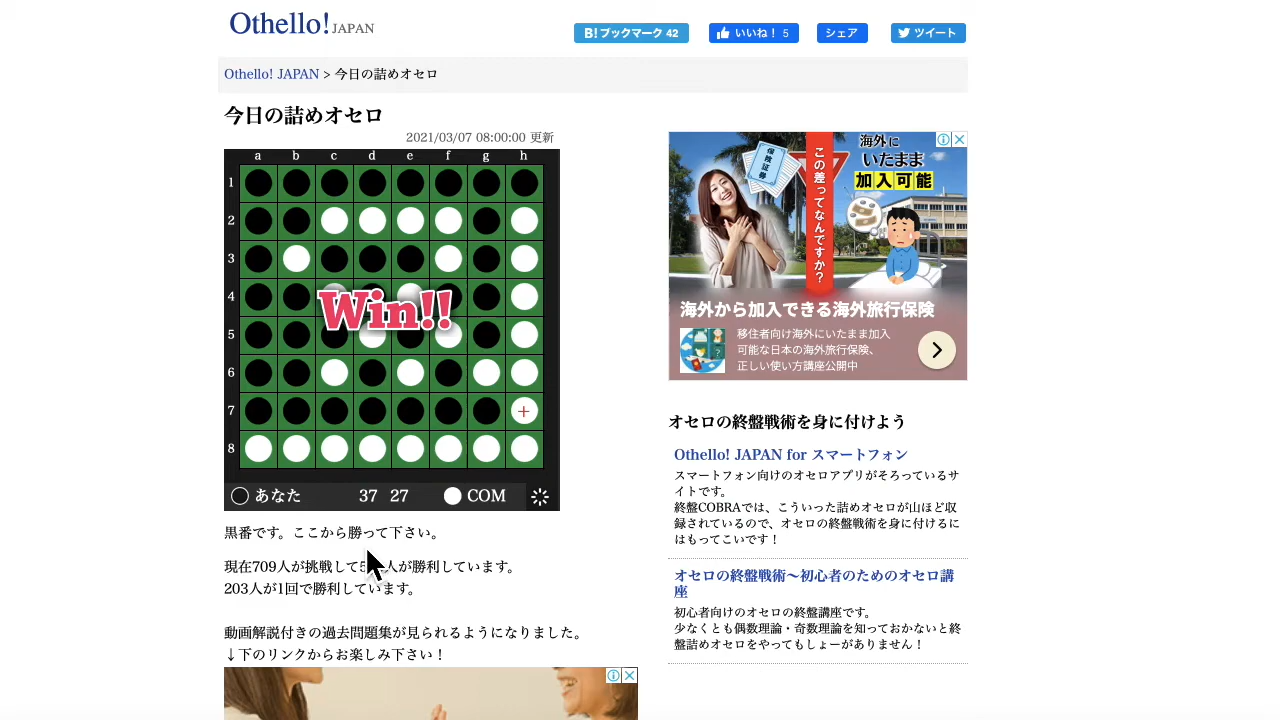 Othello! JAPAN
B!ブックマーク 42
いいね！ 5
シェア
ツイート
Othello! JAPAN > 今日の詰めオセロ
今日の詰めオセロ
2021/03/07 08:00:00 更新
a b c d e f g h
1
2
3
4
5
6
7
8
Win!!
あなた 37 27 COM
黒番です。ここから勝って下さい。
現在709人が挑戦して5 人が勝利しています。
203人が1回で勝利しています。
動画解説付きの過去問題集が見られるようになりました。
↓下のリンクからお楽しみ下さい！
保険証券
この差ってなんですか？
海外に
いたまま
加入可能
海外から加入できる海外旅行保険
移住者向け海外にいたまま加入
可能な日本の海外旅行保険、
正しい使い方講座公開中
オセロの終盤戦術を身に付けよう
Othello! JAPAN for スマートフォン
スマートフォン向けのオセロアプリがそろっているサ
イトです。
終盤COBRAでは、こういった詰めオセロが山ほど収
録されているので、オセロの終盤戦術を身に付けるに
はもってこいです！
オセロの終盤戦術〜初心者のためのオセロ講
座
初心者向けのオセロの終盤講座です。
少なくとも偶数理論・奇数理論を知っておかないと終
盤詰めオセロをやってもしょーがありません！